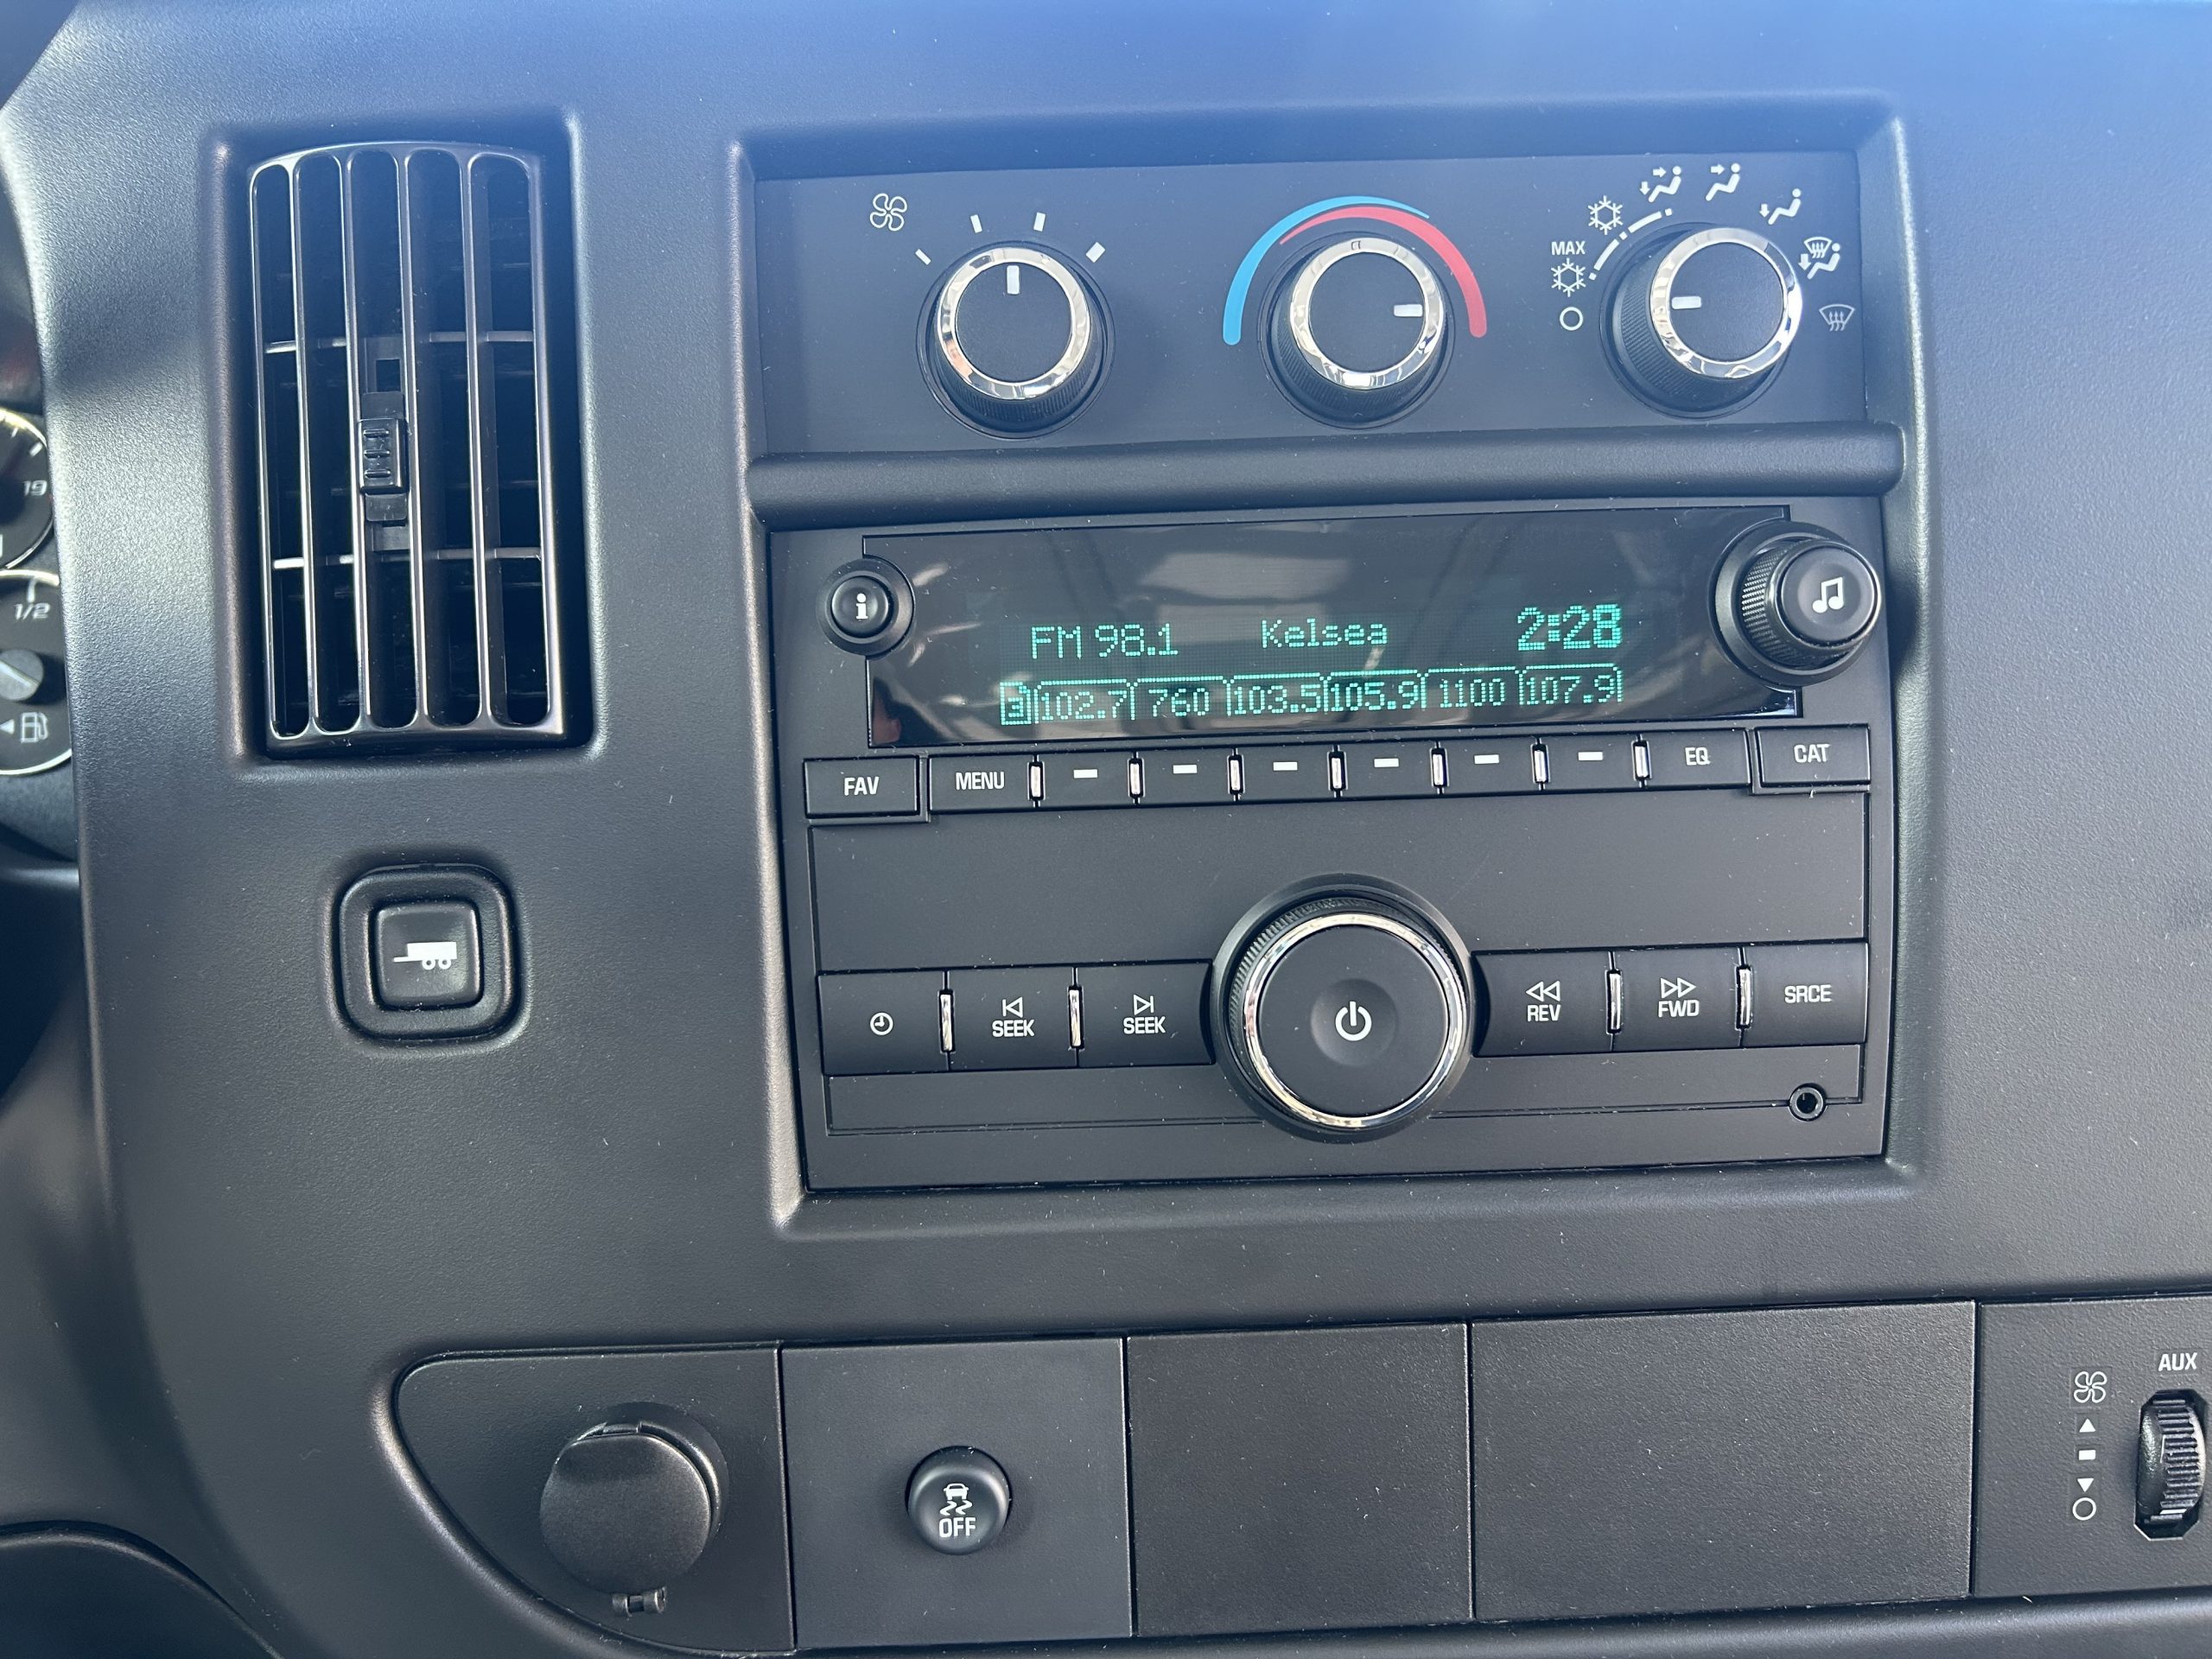 MAX
19
1/2
FM 98.1 Kelsea 2:28
3 102.7 760 103.5 105.9 1100 107.9
i
FAV MENU EQ CAT
SEEK SEEK REV FWD SRCE
AUX
OFF